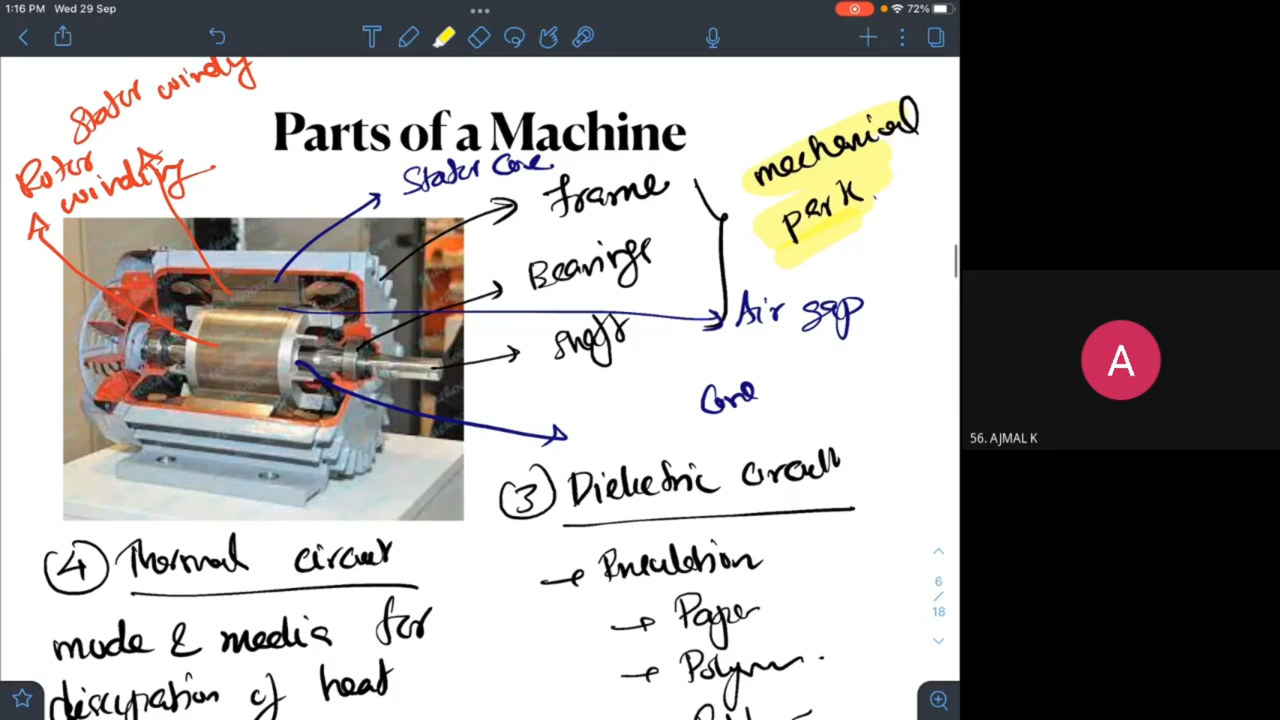 1:16 PM Wed 29 Sep
72%
Stator windy
Parts of a Machine
mechanical
park.
Rotor
winding
Stator Core
frame
Bearings
Air gap
shaft
Core
56. AJMAL K
(3) Dielectric circuit
(4) Thermal circuit
→ Insulation
→ Paper
mode & media for
→ Polym
dissipation of heat
6
/
18